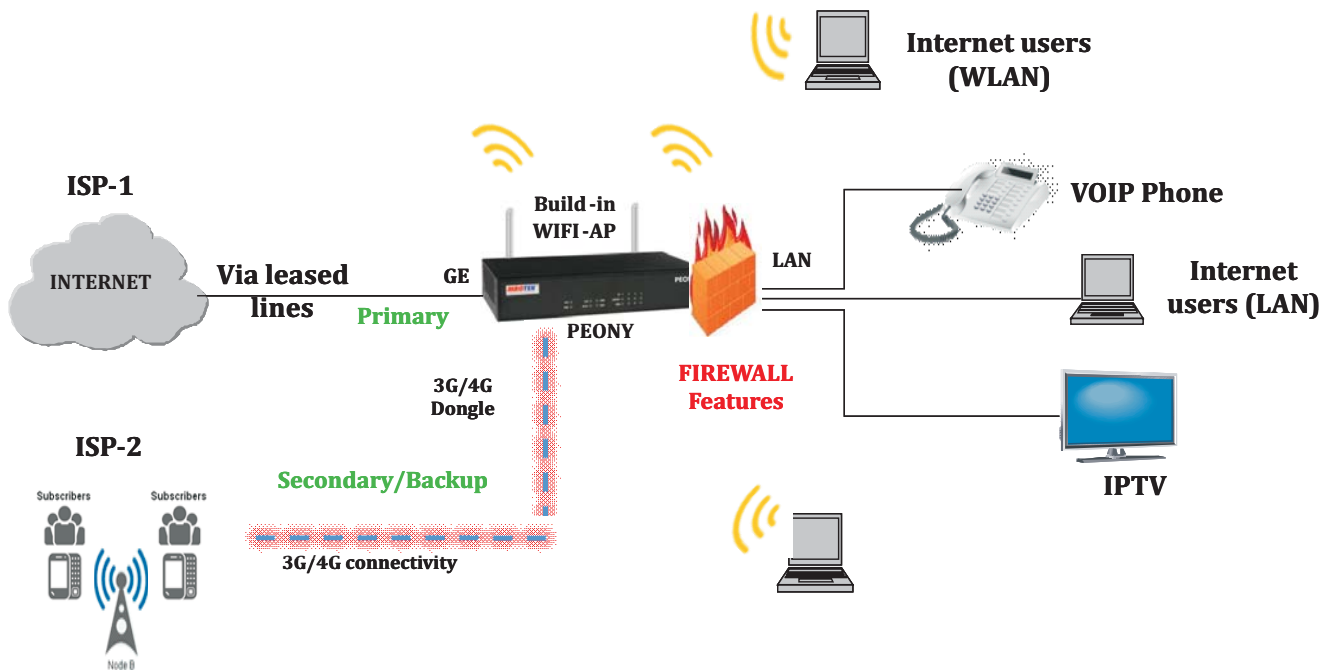 Internet users
(WLAN)
ISP-1
Build-in
WIFI-AP
VOIP Phone
INTERNET
Via leased
lines
GE
LAN
Internet
users (LAN)
Primary
PEONY
3G/4G
Dongle
FIREWALL
Features
ISP-2
Secondary/Backup
IPTV
Subscribers
Subscribers
3G/4G connectivity
Node B